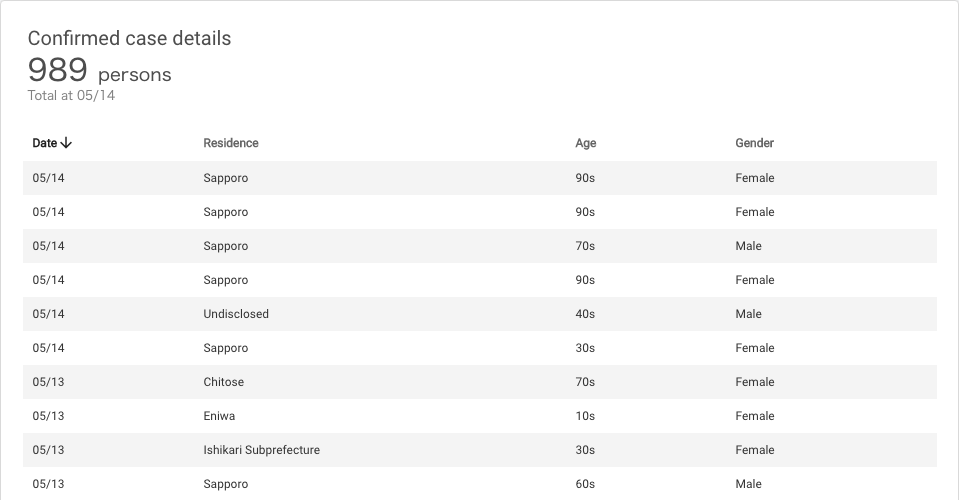 Confirmed case details
989 persons
Total at 05/14
Date Residence Age Gender
05/14 Sapporo 90s Female
05/14 Sapporo 90s Female
05/14 Sapporo 70s Male
05/14 Sapporo 90s Female
05/14 Undisclosed 40s Male
05/14 Sapporo 30s Female
05/13 Chitose 70s Female
05/13 Eniwa 10s Female
05/13 Ishikari Subprefecture 30s Female
05/13 Sapporo 60s Male